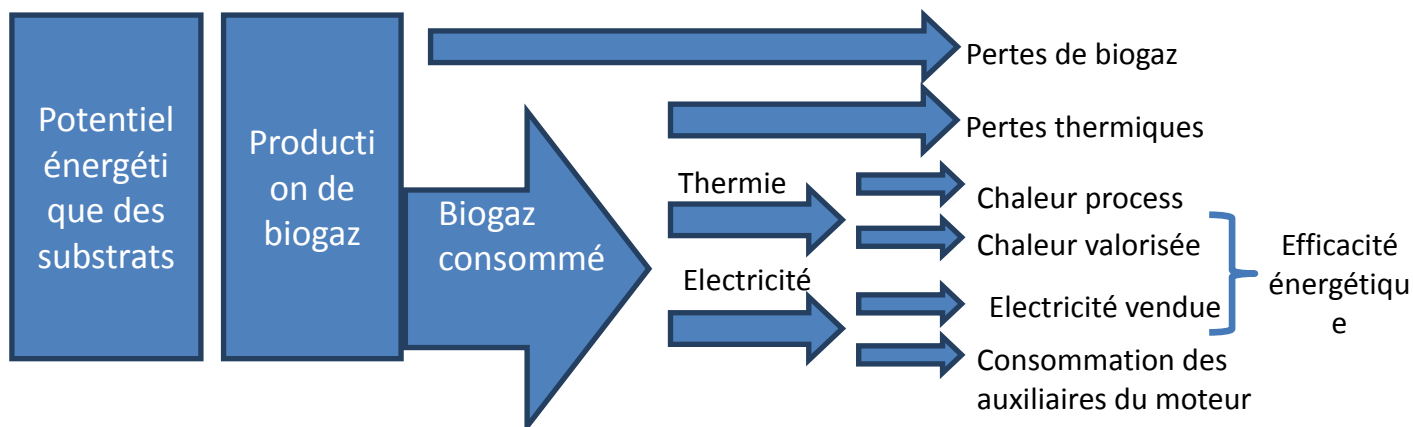 Potentiel
énergéti
que des
substrats
Producti
on de
biogaz
Biogaz
consommé
Pertes de biogaz
Pertes thermiques
Thermie
Chaleur process
Chaleur valorisée
Electricité
Electricité vendue
Consommation des
auxiliaires du moteur
Efficacité
énergétiqu
e